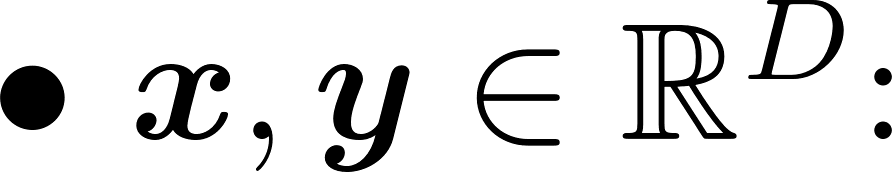 • x, y ∈ ℝ^D: